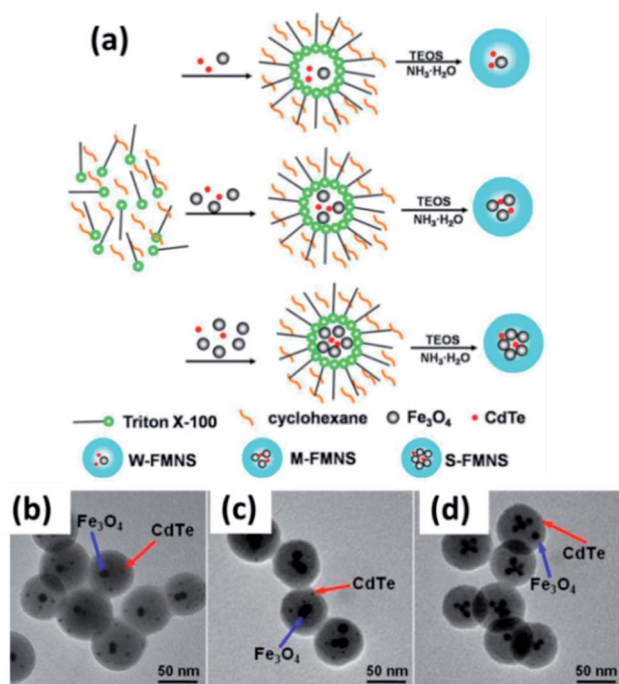 (a)
TEOS
NH₃·H₂O
TEOS
NH₃·H₂O
TEOS
NH₃·H₂O
Triton X-100 cyclohexane Fe₃O₄ CdTe
W-FMNS M-FMNS S-FMNS
(b) Fe₃O₄ CdTe
50 nm
(c) CdTe
Fe₃O₄
50 nm
(d) CdTe
Fe₃O₄
50 nm